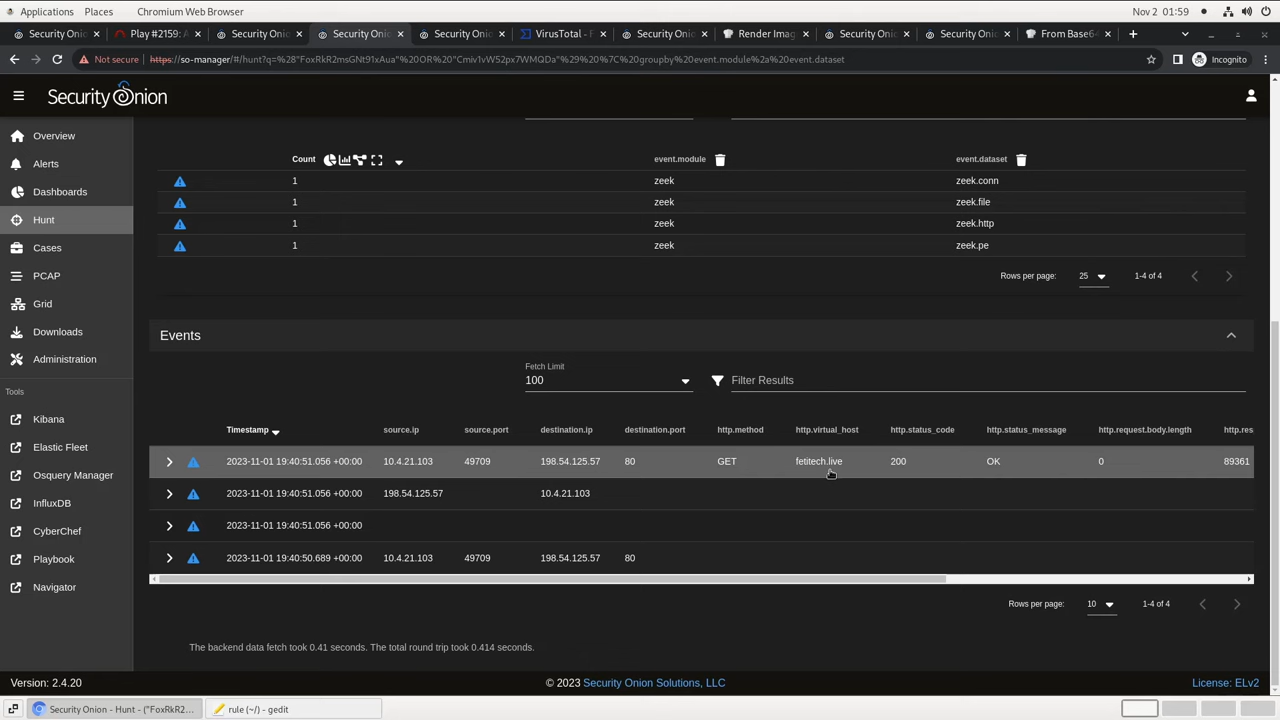 Applications Places Chromium Web Browser Nov 2 01:59
Security Onio Play #2159: A Security Onio Security Onio Security Onio VirusTotal - F Security Onio Render Imag Security Onio Security Onio From Base64
Not secure https://so-manager/#/hunt?q=%28"FoxRkR2msGNt91xAua"%20OR%20"Cmiv1vW52px7WMQDa"%29%20%7C%20groupby%20event.module%2a%20event.dataset Incognito
Security Onion
Overview
Alerts
Dashboards
Hunt
Cases
PCAP
Grid
Downloads
Administration
Tools
Kibana
Elastic Fleet
Osquery Manager
InfluxDB
CyberChef
Playbook
Navigator
Count event.module event.dataset
1 zeek zeek.conn
1 zeek zeek.file
1 zeek zeek.http
1 zeek zeek.pe
Rows per page: 25 1-4 of 4
Events
Fetch Limit
100 Filter Results
Timestamp source.ip source.port destination.ip destination.port http.method http.virtual_host http.status_code http.status_message http.request.body.length http.res
2023-11-01 19:40:51.056 +00:00 10.4.21.103 49709 198.54.125.57 80 GET fetitech.live 200 OK 0 89361
2023-11-01 19:40:51.056 +00:00 198.54.125.57 10.4.21.103
2023-11-01 19:40:51.056 +00:00
2023-11-01 19:40:50.689 +00:00 10.4.21.103 49709 198.54.125.57 80
Rows per page: 10 1-4 of 4
The backend data fetch took 0.41 seconds. The total round trip took 0.414 seconds.
Version: 2.4.20 © 2023 Security Onion Solutions, LLC License: ELv2
Security Onion - Hunt - ("FoxRkR2... rule (~/) - gedit